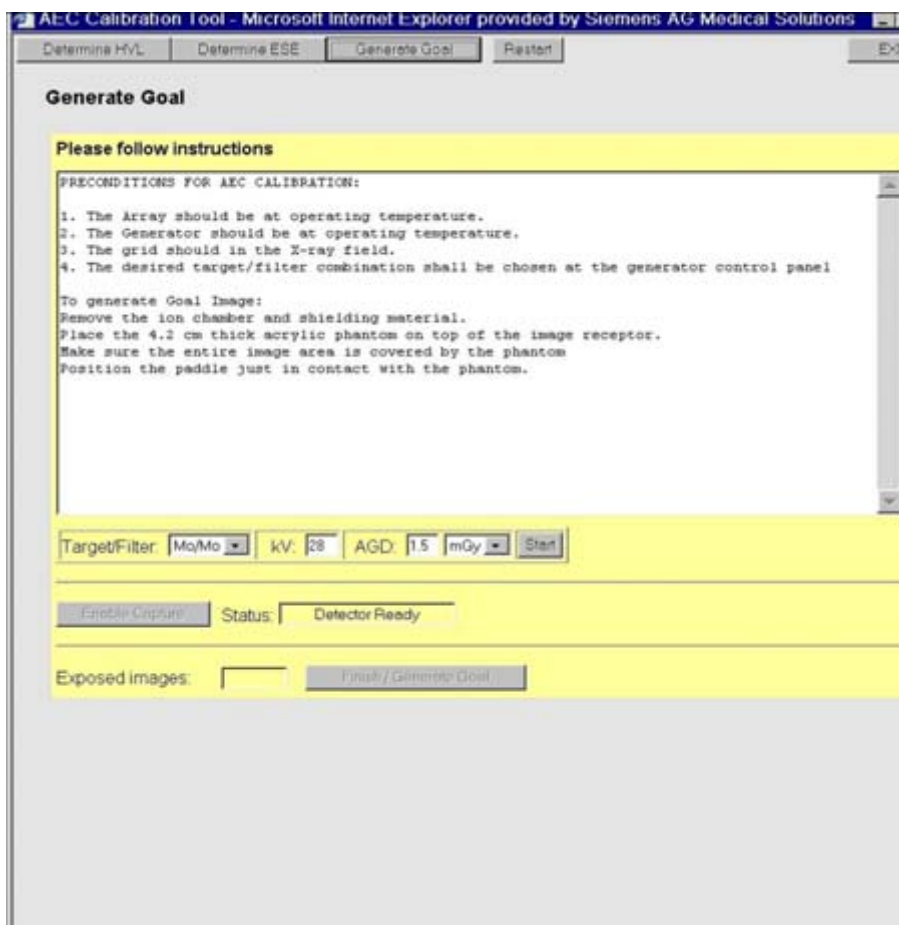 AEC Calibration Tool - Microsoft Internet Explorer provided by Siemens AG Medical Solutions
Determine HVL Determine ESE Generate Goal Restart
Generate Goal
Please follow instructions
PRECONDITIONS FOR AEC CALIBRATION:
1. The Array should be at operating temperature.
2. The Generator should be at operating temperature.
3. The grid should in the X-ray field.
4. The desired target/filter combination shall be chosen at the generator control panel
To generate Goal Image:
Remove the ion chamber and shielding material.
Place the 4.2 cm thick acrylic phantom on top of the image receptor.
Make sure the entire image area is covered by the phantom
Position the paddle just in contact with the phantom.
Target/Filter: Mo/Mo kV: 28 AGD: 1.5 mGy Start
Enable Capture Status: Detector Ready
Exposed images: Finish / Generate Goal